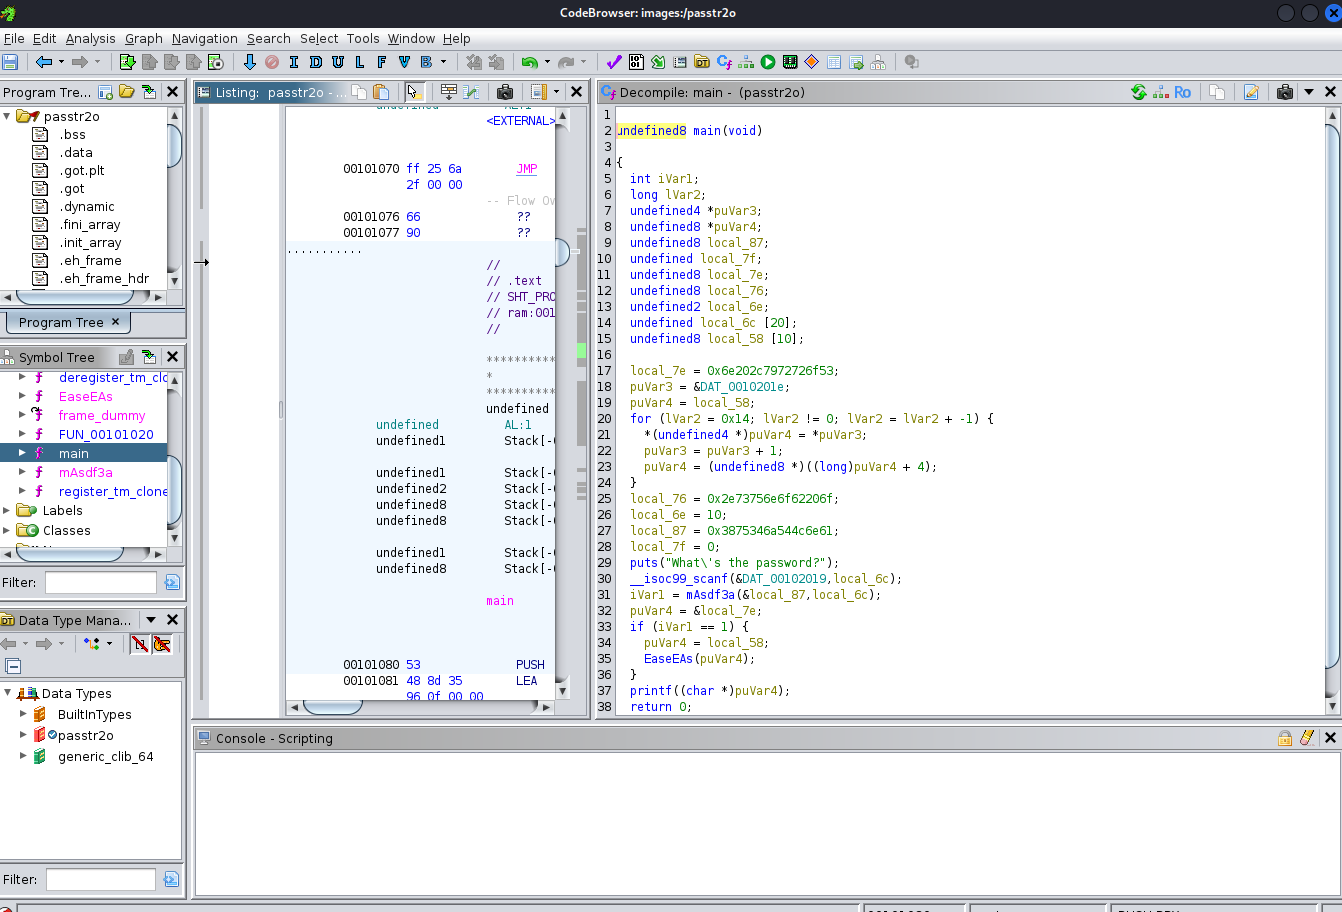 CodeBrowser: images:/passtr2o
File Edit Analysis Graph Navigation Search Select Tools Window Help
I D U L F V B
Program Tre...
passtr2o
.bss
.data
.got.plt
.got
.dynamic
.fini_array
.init_array
.eh_frame
.eh_frame_hdr
Program Tree ×
Symbol Tree
deregister_tm_clo
EaseEAs
frame_dummy
FUN_00101020
main
mAsdf3a
register_tm_clone
Labels
Classes
Filter:
Data Type Mana...
Data Types
BuiltInTypes
passtr2o
generic_clib_64
Filter:
Listing: passtr2o - ...
undefined AL:1
<EXTERNAL>
00101070 ff 25 6a JMP
2f 00 00
-- Flow Ov
00101076 66 ??
00101077 90 ??
//
// .text
// SHT_PRO
// ram:001
//
***********
*
***********
undefined
undefined AL:1
undefined1 Stack[-0
undefined1 Stack[-0
undefined2 Stack[-0
undefined8 Stack[-0
undefined8 Stack[-0
undefined1 Stack[-0
undefined8 Stack[-0
main
00101080 53 PUSH
00101081 48 8d 35 LEA
96 0f 00 00
Decompile: main - (passtr2o)
Ro
1
2 undefined8 main(void)
3
4 {
5 int iVar1;
6 long lVar2;
7 undefined4 *puVar3;
8 undefined8 *puVar4;
9 undefined8 local_87;
10 undefined local_7f;
11 undefined8 local_7e;
12 undefined8 local_76;
13 undefined2 local_6e;
14 undefined local_6c [20];
15 undefined8 local_58 [10];
16
17 local_7e = 0x6e202c7972726f53;
18 puVar3 = &DAT_0010201e;
19 puVar4 = local_58;
20 for (lVar2 = 0x14; lVar2 != 0; lVar2 = lVar2 + -1) {
21 *(undefined4 *)puVar4 = *puVar3;
22 puVar3 = puVar3 + 1;
23 puVar4 = (undefined8 *)((long)puVar4 + 4);
24 }
25 local_76 = 0x2e73756e6f62206f;
26 local_6e = 10;
27 local_87 = 0x3875346a544c6e61;
28 local_7f = 0;
29 puts("What\'s the password?");
30 __isoc99_scanf(&DAT_00102019,local_6c);
31 iVar1 = mAsdf3a(&local_87,local_6c);
32 puVar4 = &local_7e;
33 if (iVar1 == 1) {
34 puVar4 = local_58;
35 EaseEAs(puVar4);
36 }
37 printf((char *)puVar4);
38 return 0;
Console - Scripting